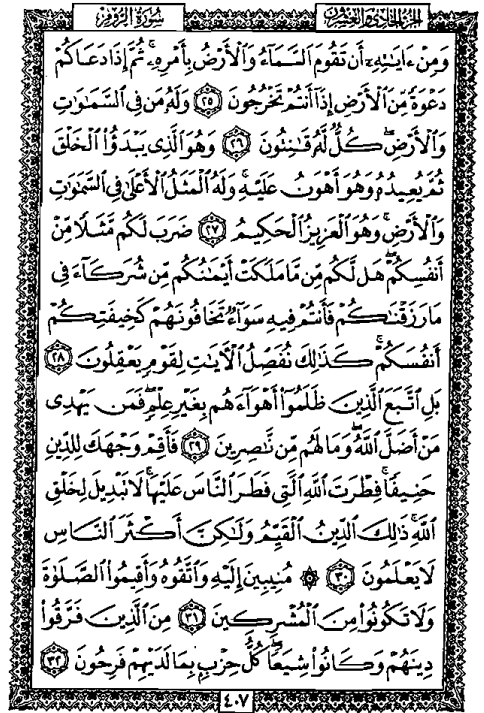 الجزء الحادي والعشرون
سورة الروم
وَمِنْ ءَايَٰتِهِۦٓ أَن تَقُومَ ٱلسَّمَآءُ وَٱلْأَرْضُ بِأَمْرِهِۦ ۚ ثُمَّ إِذَا دَعَاكُمْ
دَعْوَةً مِّنَ ٱلْأَرْضِ إِذَآ أَنتُمْ تَخْرُجُونَ ٢٥ وَلَهُۥ مَن فِى ٱلسَّمَٰوَٰتِ
وَٱلْأَرْضِ ۖ كُلٌّ لَّهُۥ قَٰنِتُونَ ٢٦ وَهُوَ ٱلَّذِى يَبْدَؤُا۟ ٱلْخَلْقَ
ثُمَّ يُعِيدُهُۥ وَهُوَ أَهْوَنُ عَلَيْهِ ۚ وَلَهُ ٱلْمَثَلُ ٱلْأَعْلَىٰ فِى ٱلسَّمَٰوَٰتِ
وَٱلْأَرْضِ ۚ وَهُوَ ٱلْعَزِيزُ ٱلْحَكِيمُ ٢٧ ضَرَبَ لَكُم مَّثَلًا مِّنْ
أَنفُسِكُمْ ۖ هَل لَّكُم مِّن مَّا مَلَكَتْ أَيْمَٰنُكُم مِّن شُرَكَآءَ فِى
مَا رَزَقْنَٰكُمْ فَأَنتُمْ فِيهِ سَوَآءٌ تَخَافُونَهُمْ كَخِيفَتِكُمْ
أَنفُسَكُمْ ۚ كَذَٰلِكَ نُفَصِّلُ ٱلْءَايَٰتِ لِقَوْمٍ يَعْقِلُونَ ٢٨
بَلِ ٱتَّبَعَ ٱلَّذِينَ ظَلَمُوٓا۟ أَهْوَآءَهُم بِغَيْرِ عِلْمٍ ۖ فَمَن يَهْدِى
مَنْ أَضَلَّ ٱللَّهُ ۖ وَمَا لَهُم مِّن نَّٰصِرِينَ ٢٩ فَأَقِمْ وَجْهَكَ لِلدِّينِ
حَنِيفًا ۚ فِطْرَتَ ٱللَّهِ ٱلَّتِى فَطَرَ ٱلنَّاسَ عَلَيْهَا ۚ لَا تَبْدِيلَ لِخَلْقِ
ٱللَّهِ ۚ ذَٰلِكَ ٱلدِّينُ ٱلْقَيِّمُ وَلَٰكِنَّ أَكْثَرَ ٱلنَّاسِ
لَا يَعْلَمُونَ ٣٠ ۞ مُنِيبِينَ إِلَيْهِ وَٱتَّقُوهُ وَأَقِيمُوا۟ ٱلصَّلَوٰةَ
وَلَا تَكُونُوا۟ مِنَ ٱلْمُشْرِكِينَ ٣١ مِنَ ٱلَّذِينَ فَرَّقُوا۟
دِينَهُمْ وَكَانُوا۟ شِيَعًا ۖ كُلُّ حِزْبٍۭ بِمَا لَدَيْهِمْ فَرِحُونَ ٣٢
٤٠٧